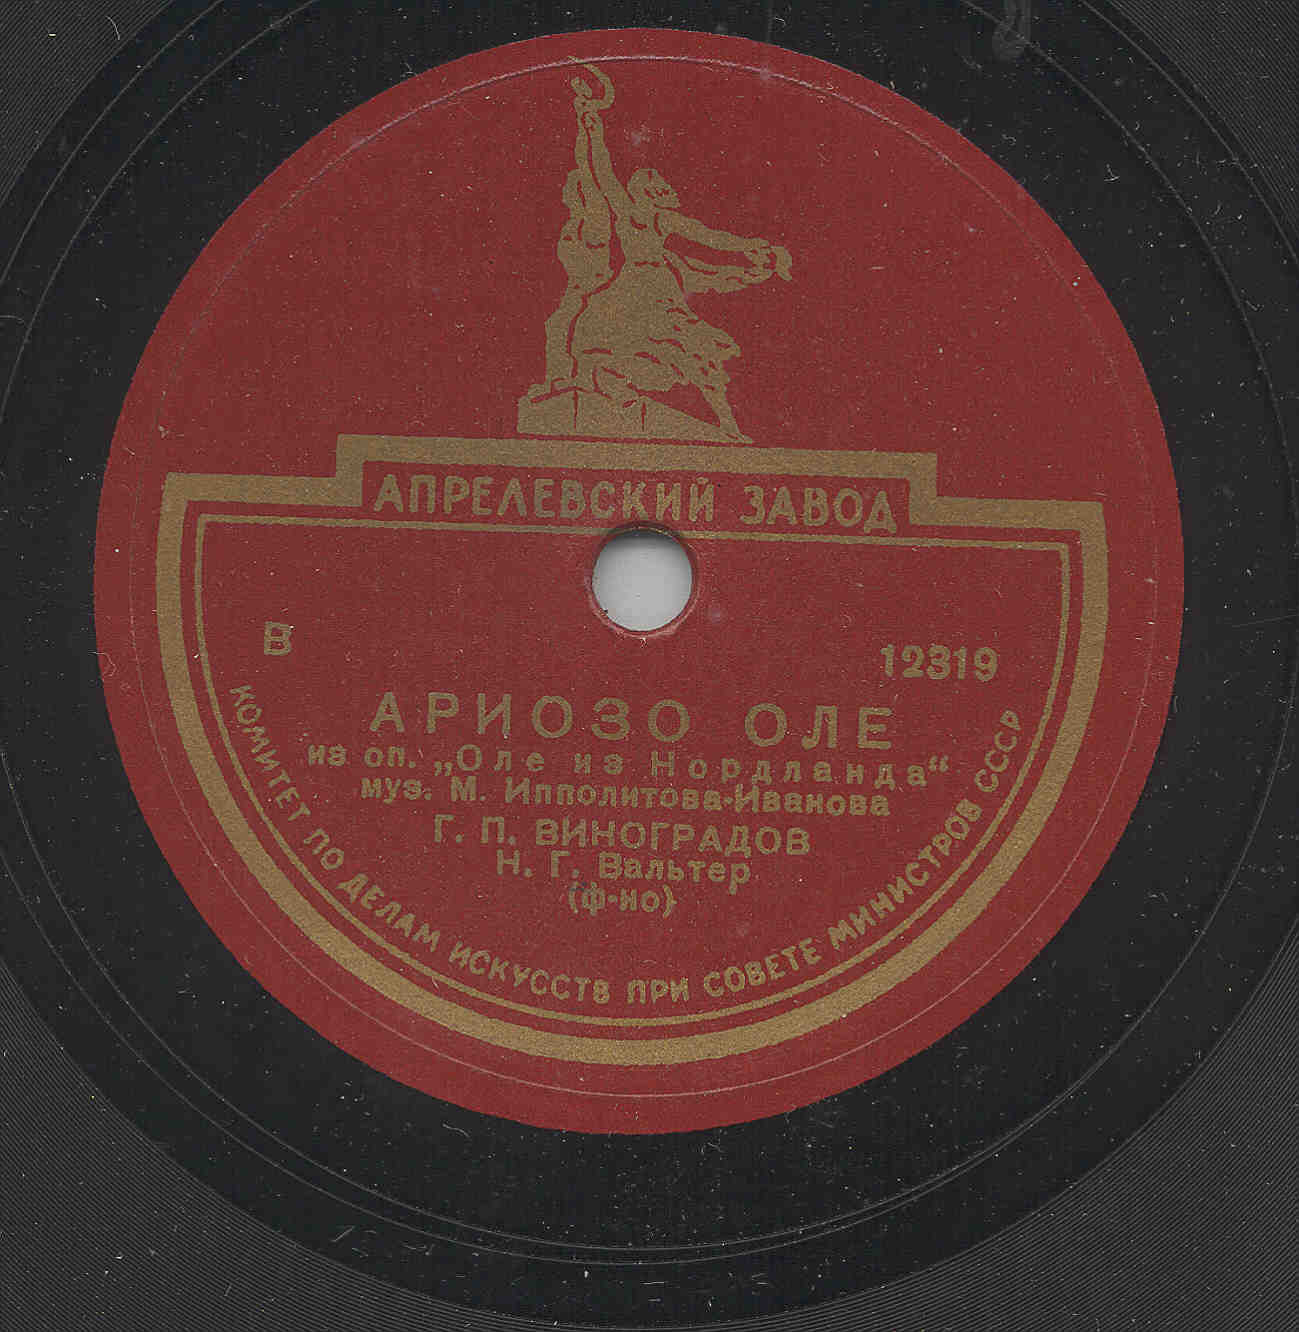 АПРЕЛЕВСКИЙ ЗАВОД
В 12319
АРИОЗО ОЛЕ
из оп. „Оле из Нордланда“
муз. М. Ипполитова-Иванова
Г. П. ВИНОГРАДОВ
Н. Г. Вальтер
(ф-но)
КОМИТЕТ ПО ДЕЛАМ ИСКУССТВ ПРИ СОВЕТЕ МИНИСТРОВ СССР